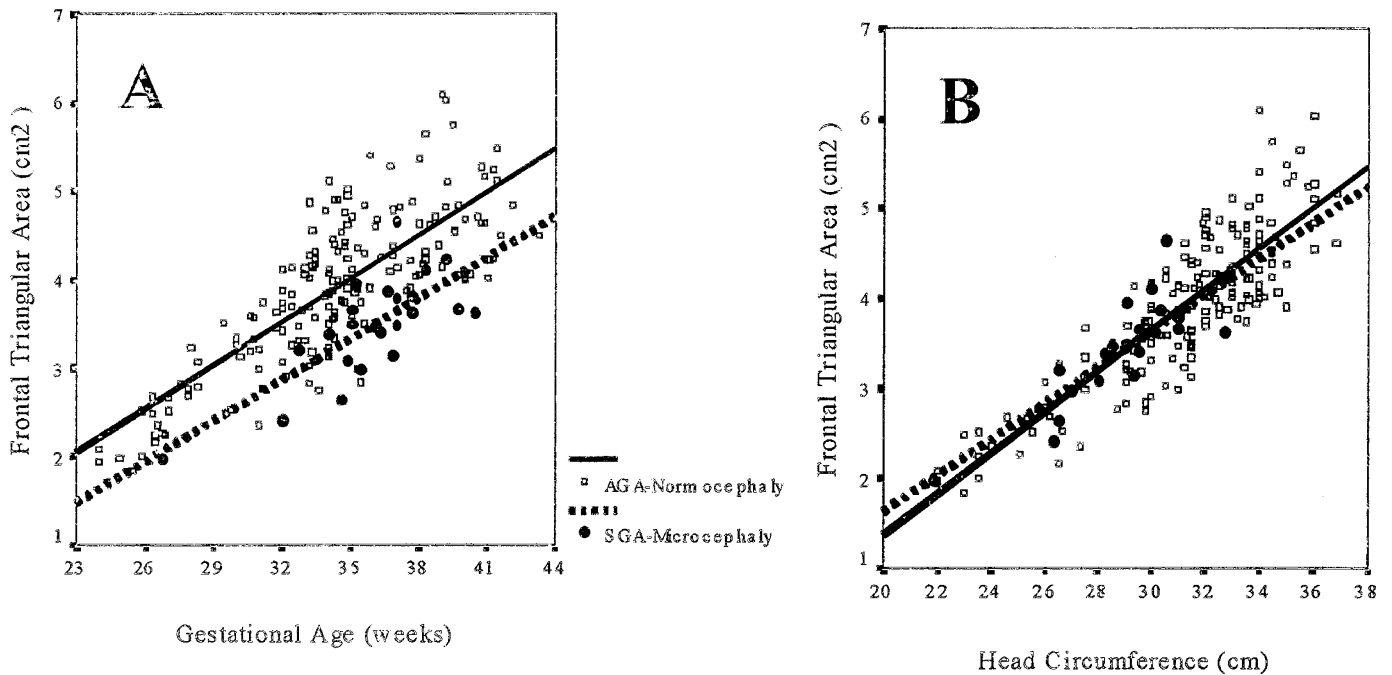 A
Frontal Triangular Area (cm2 )
7
6
5
4
3
2
1
23 26 29 32 35 38 41 44
Gestational Age (weeks)
AGA-Normocephaly
SGA-Microcephaly
B
Frontal Triangular Area (cm2 )
7
6
5
4
3
2
1
20 22 24 26 28 30 32 34 36 38
Head Circumference (cm)